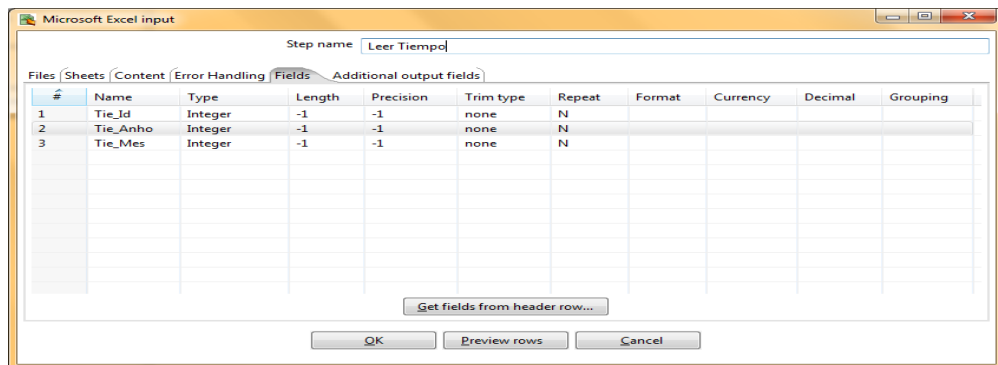 Microsoft Excel input
Step name Leer Tiempo
Files Sheets Content Error Handling Fields Additional output fields
# Name Type Length Precision Trim type Repeat Format Currency Decimal Grouping
1 Tie_Id Integer -1 -1 none N
2 Tie_Anho Integer -1 -1 none N
3 Tie_Mes Integer -1 -1 none N
Get fields from header row...
OK Preview rows Cancel